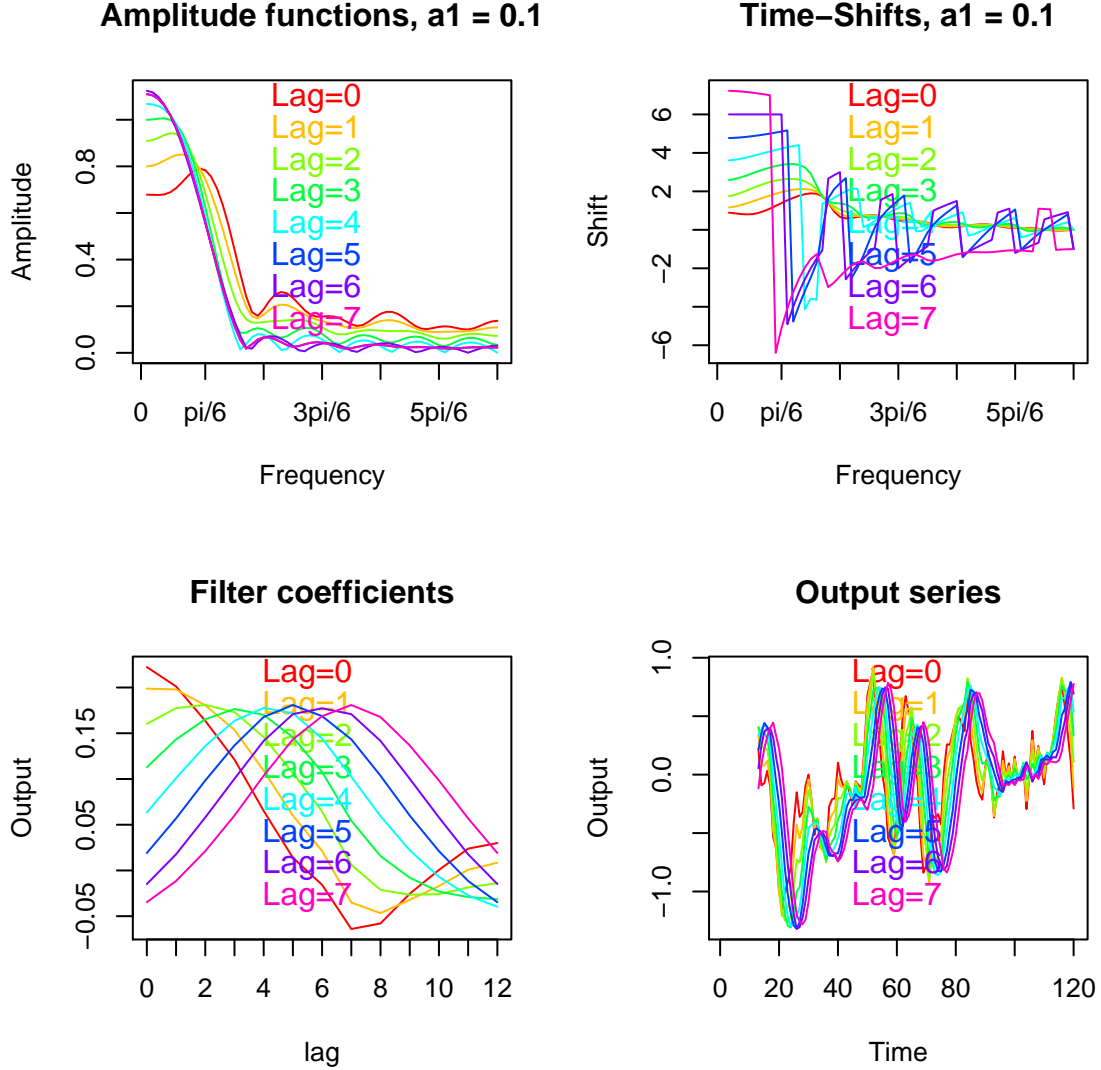 Amplitude functions, a1 = 0.1
Amplitude
0.0
0.4
0.8
Lag=0
Lag=1
Lag=2
Lag=3
Lag=4
Lag=5
Lag=6
Lag=7
0
pi/6
3pi/6
5pi/6
Frequency
Time−Shifts, a1 = 0.1
Shift
−6
−2
2
4
6
Lag=0
Lag=1
Lag=2
Lag=3
Lag=4
Lag=5
Lag=6
Lag=7
0
pi/6
3pi/6
5pi/6
Frequency
Filter coefficients
Output
−0.05
0.05
0.15
Lag=0
Lag=1
Lag=2
Lag=3
Lag=4
Lag=5
Lag=6
Lag=7
0
2
4
6
8
10
12
lag
Output series
Output
−1.0
0.0
1.0
Lag=0
Lag=1
Lag=2
Lag=3
Lag=4
Lag=5
Lag=6
Lag=7
0
20
40
60
80
120
Time